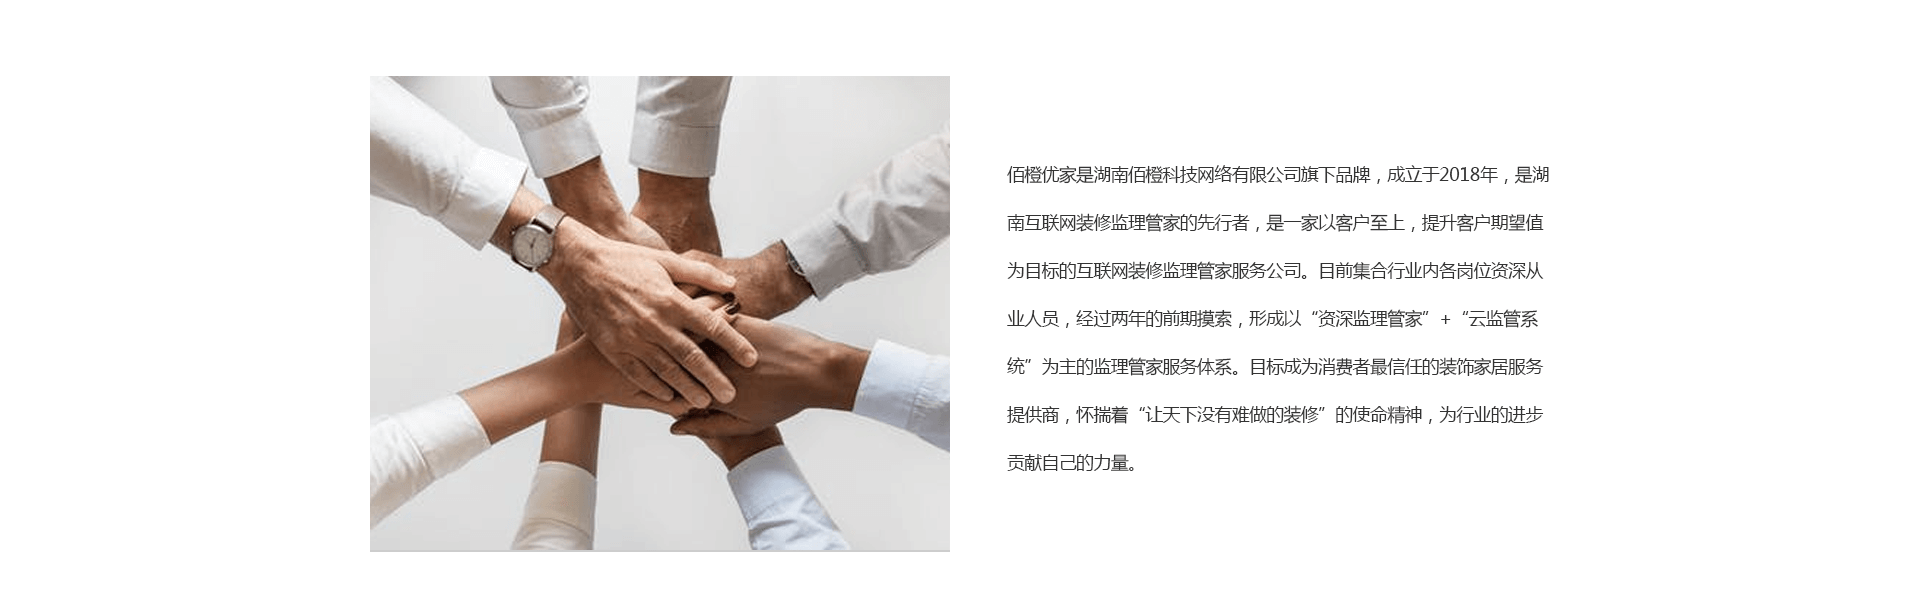 佰橙优家是湖南佰橙科技网络有限公司旗下品牌，成立于2018年，是湖
南互联网装修监理管家的先行者，是一家以客户至上，提升客户期望值
为目标的互联网装修监理管家服务公司。目前集合行业内各岗位资深从
业人员，经过两年的前期摸索，形成以“资深监理管家”+“云监管系
统”为主的监理管家服务体系。目标成为消费者最信任的装饰家居服务
提供商，怀揣着“让天下没有难做的装修”的使命精神，为行业的进步
贡献自己的力量。